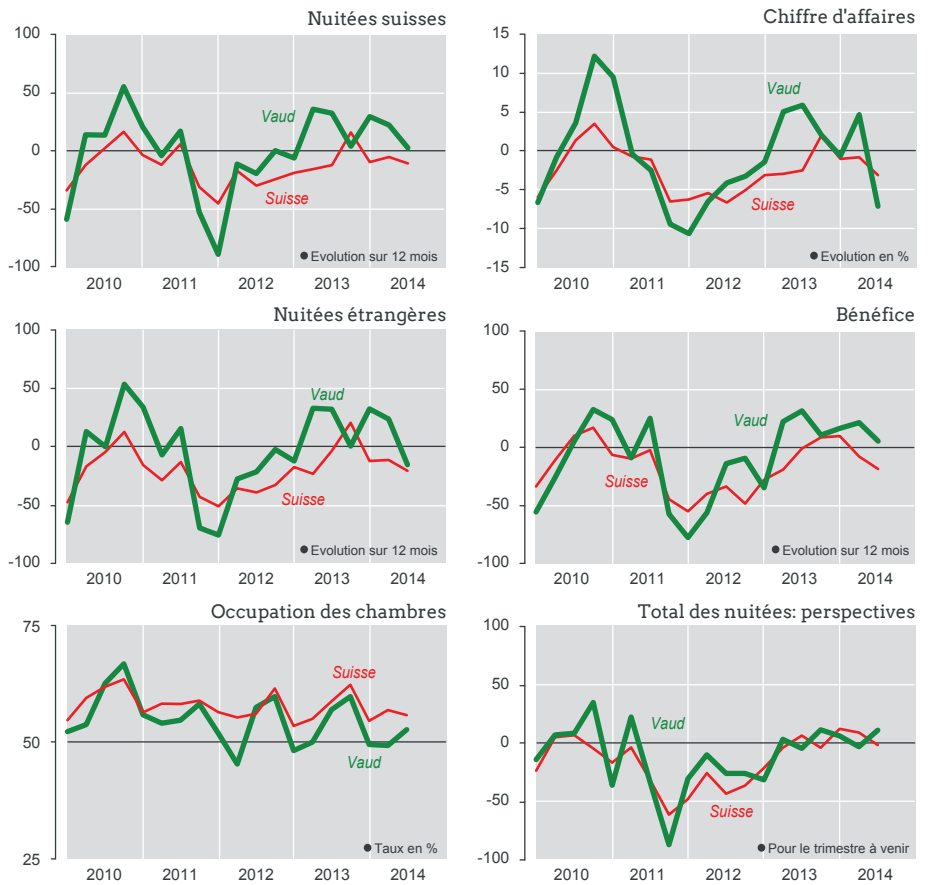 Nuitées suisses
100
50
0
-50
-100
Vaud
Suisse
● Evolution sur 12 mois
2010 2011 2012 2013 2014
Chiffre d'affaires
15
10
5
0
-5
-10
-15
Vaud
Suisse
● Evolution en %
2010 2011 2012 2013 2014
Nuitées étrangères
100
50
0
-50
-100
Vaud
Suisse
● Evolution sur 12 mois
2010 2011 2012 2013 2014
Bénéfice
100
50
0
-50
-100
Vaud
Suisse
● Evolution sur 12 mois
2010 2011 2012 2013 2014
Occupation des chambres
75
50
25
Suisse
Vaud
● Taux en %
2010 2011 2012 2013 2014
Total des nuitées: perspectives
100
50
0
-50
-100
Vaud
Suisse
● Pour le trimestre à venir
2010 2011 2012 2013 2014